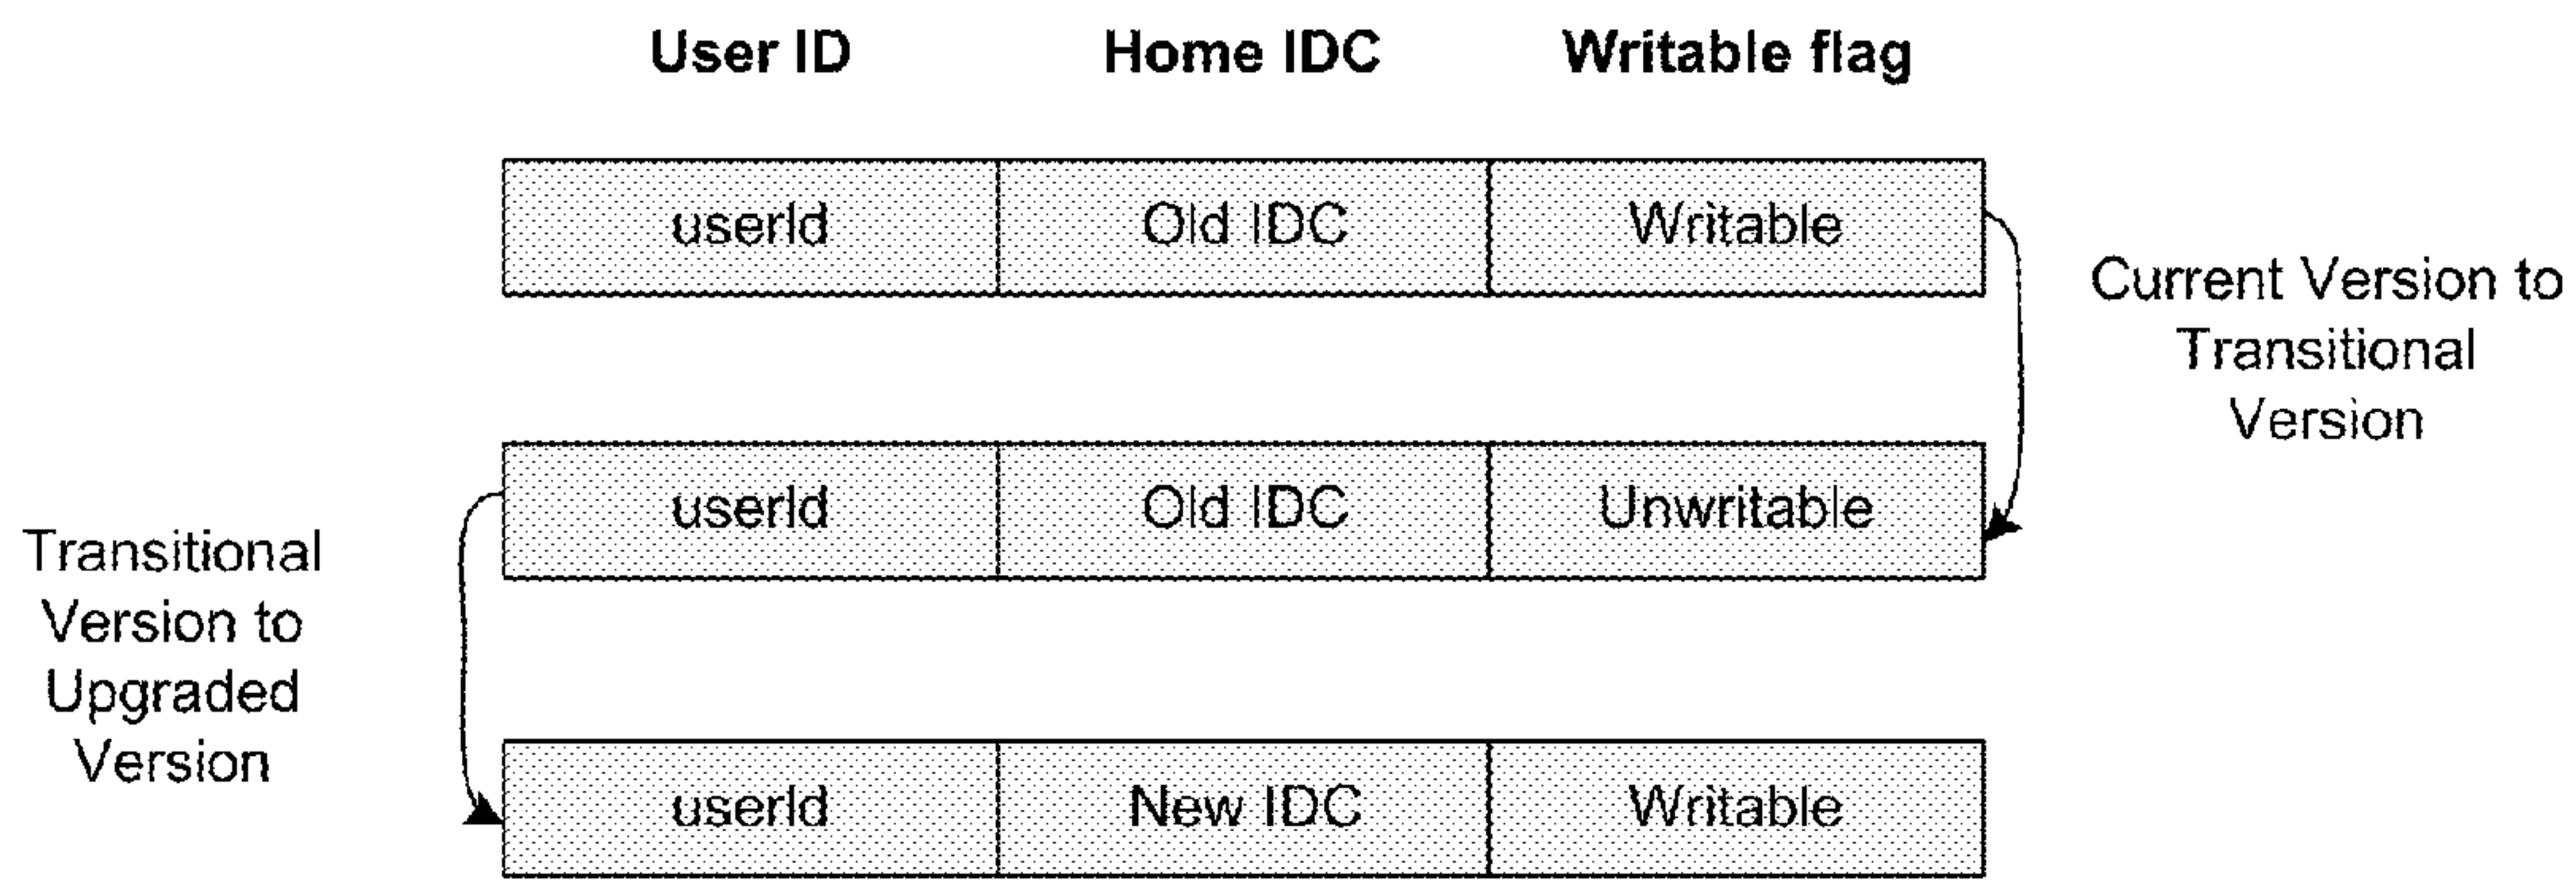 User ID Home IDC Writable flag
userId Old IDC Writable
Current Version to
Transitional
Version
userId Old IDC Unwritable
Transitional
Version to
Upgraded
Version
userId New IDC Writable